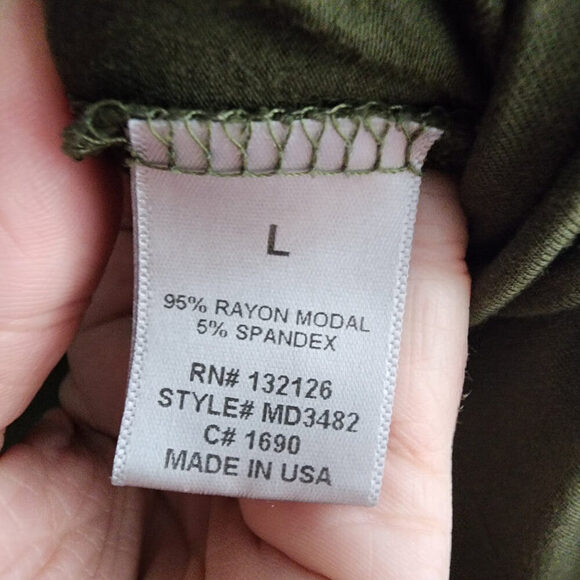 L
95% RAYON MODAL
5% SPANDEX
RN# 132126
STYLE# MD3482
C# 1690
MADE IN USA